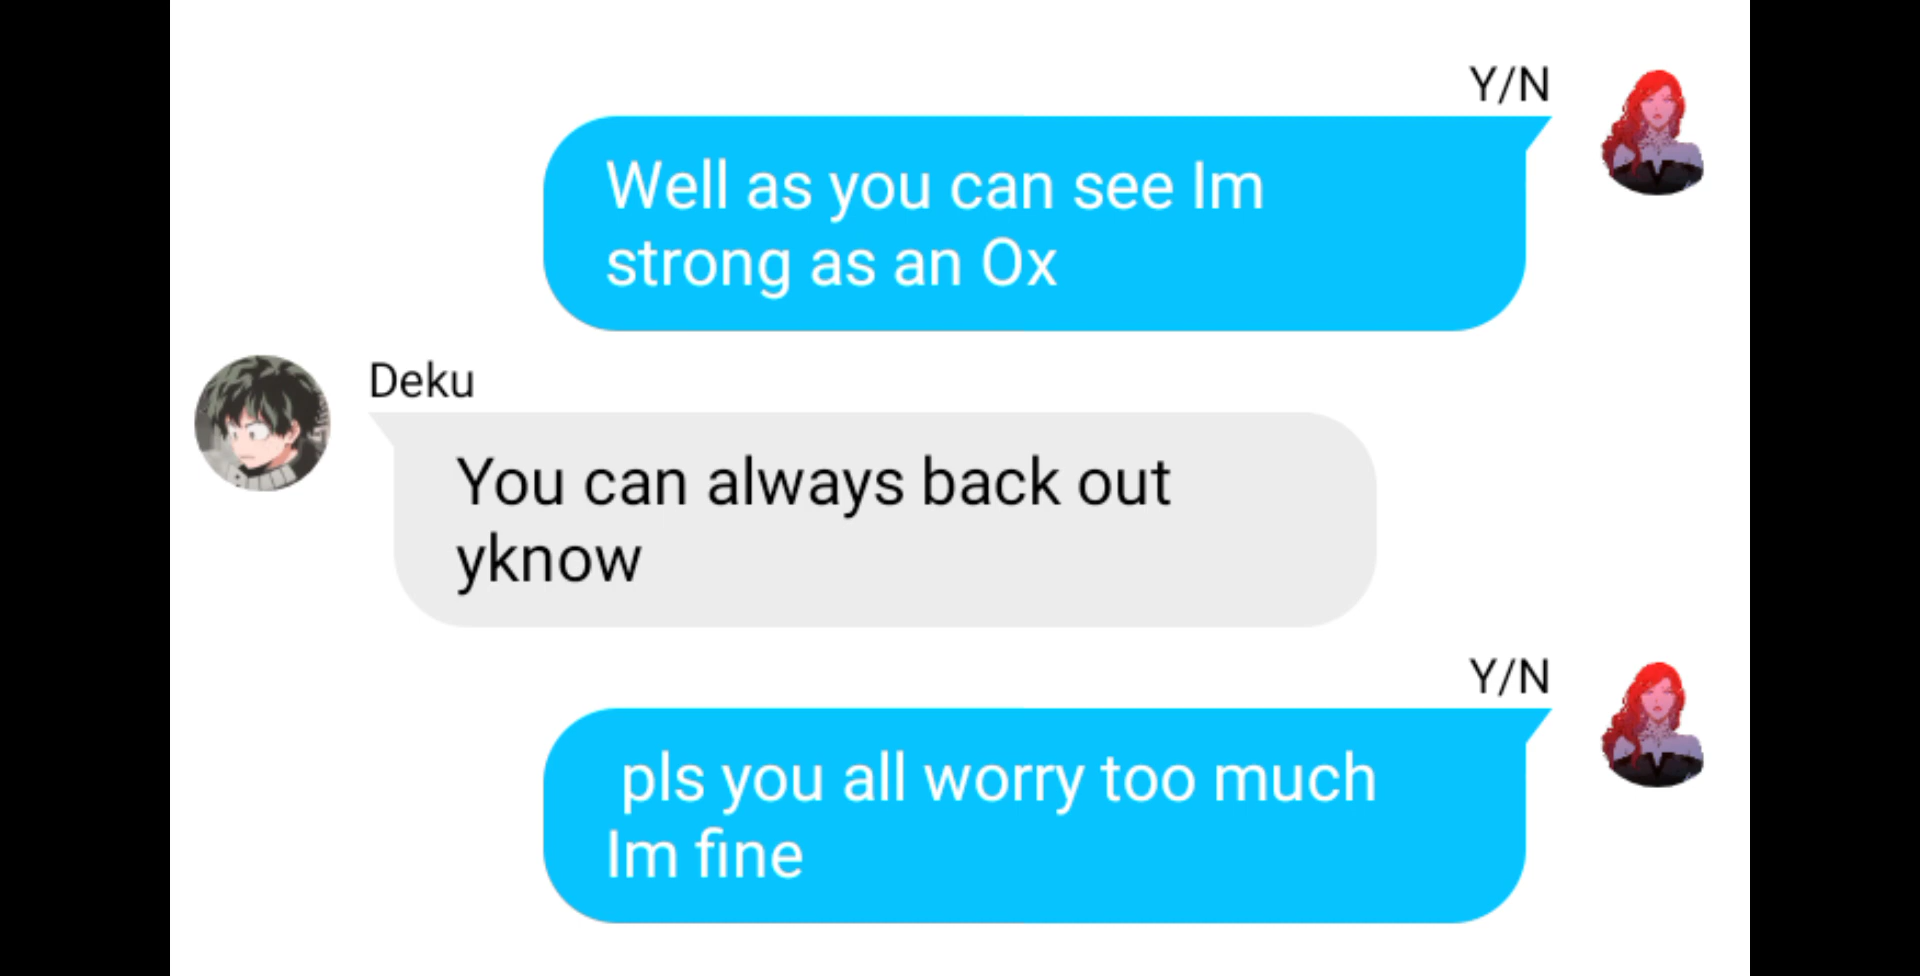 Y/N
Well as you can see Im
strong as an Ox
Deku
You can always back out
yknow
Y/N
pls you all worry too much
Im fine